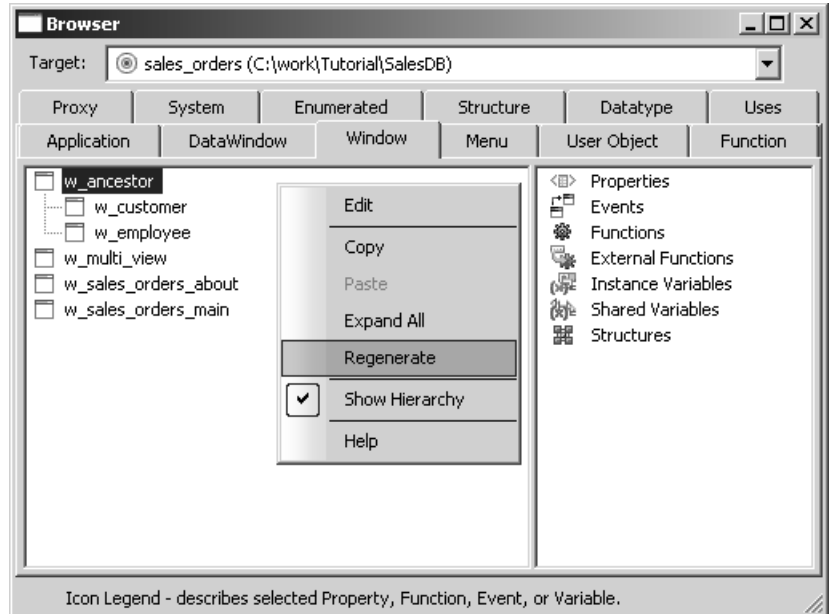 Browser
Target: sales_orders (C:\work\Tutorial\SalesDB)
Proxy System Enumerated Structure Datatype Uses
Application DataWindow Window Menu User Object Function
w_ancestor
w_customer
w_employee
w_multi_view
w_sales_orders_about
w_sales_orders_main
Edit
Copy
Paste
Expand All
Regenerate
Show Hierarchy
Help
Properties
Events
Functions
External Functions
Instance Variables
Shared Variables
Structures
Icon Legend - describes selected Property, Function, Event, or Variable.